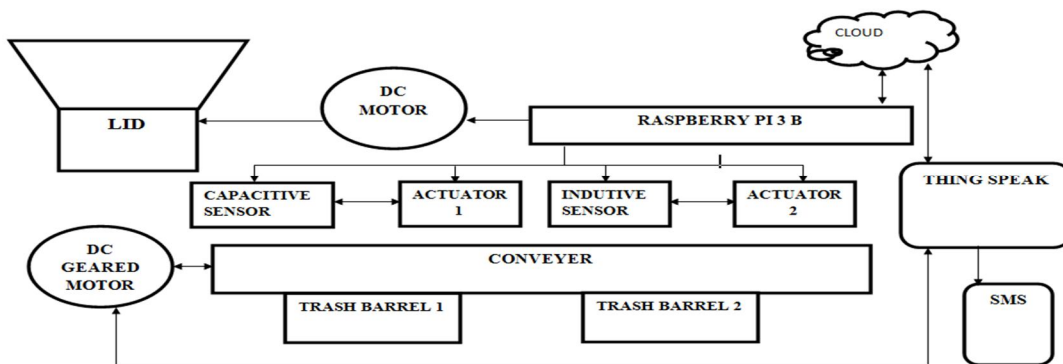 CLOUD
DC
MOTOR
LID
RASPBERRY PI 3 B
THING SPEAK
CAPACITIVE
SENSOR
ACTUATOR
1
INDUTIVE
SENSOR
ACTUATOR
2
DC
GEARED
MOTOR
CONVEYER
TRASH BARREL 1
TRASH BARREL 2
SMS